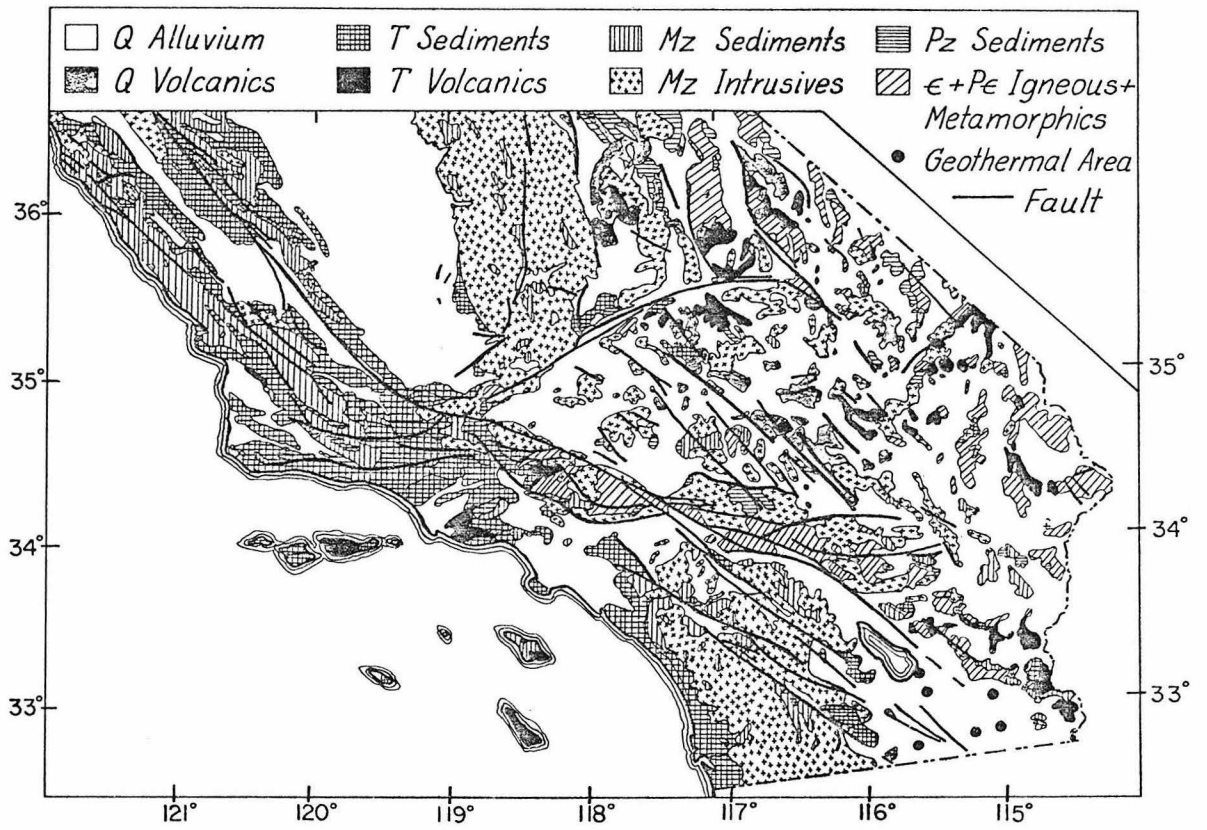 Q Alluvium T Sediments Mz Sediments Pz Sediments
Q Volcanics T Volcanics Mz Intrusives Є+PЄ Igneous+
Metamorphics
Geothermal Area
Fault
36°
35°
34°
33°
35°
34°
33°
121° 120° 119° 118° 117° 116° 115°